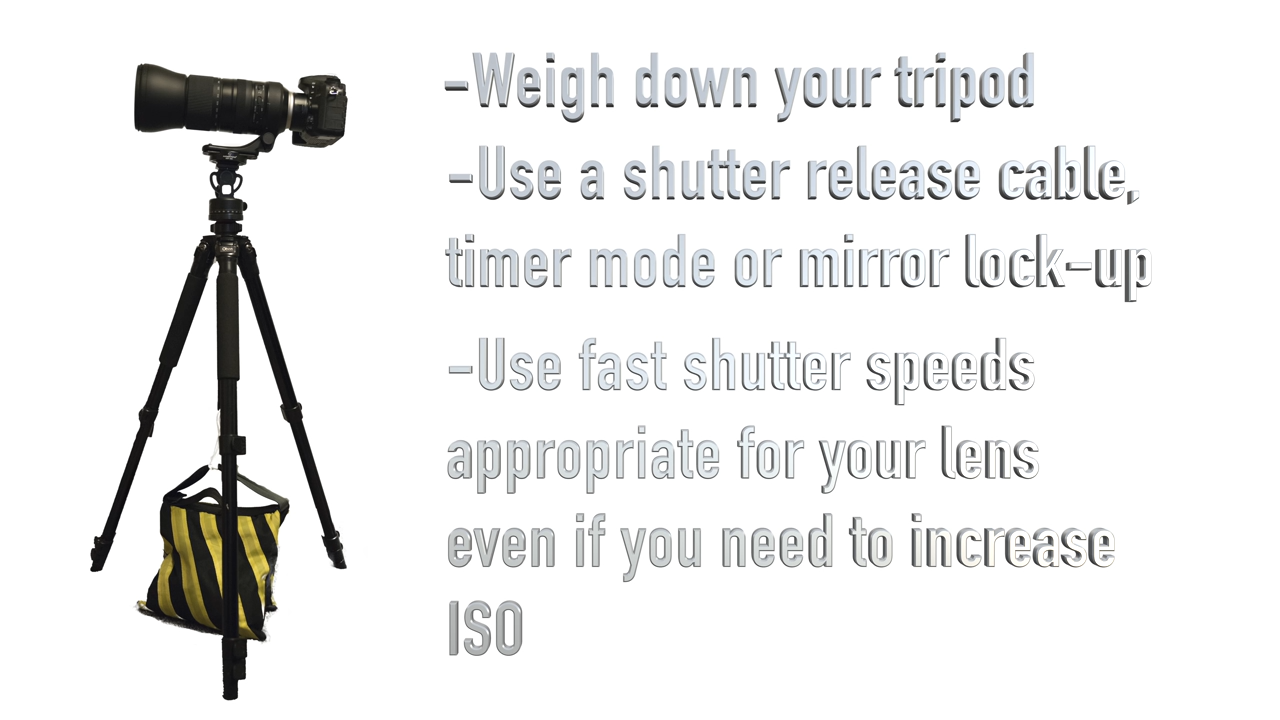 -Weigh down your tripod
-Use a shutter release cable,
timer mode or mirror lock-up
-Use fast shutter speeds
appropriate for your lens
even if you need to increase
ISO